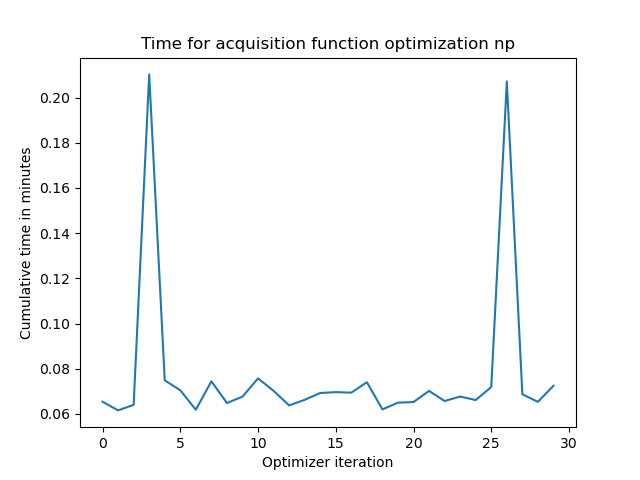 Time for acquisition function optimization np
Cumulative time in minutes
0.20
0.18
0.16
0.14
0.12
0.10
0.08
0.06
0 5 10 15 20 25 30
Optimizer iteration